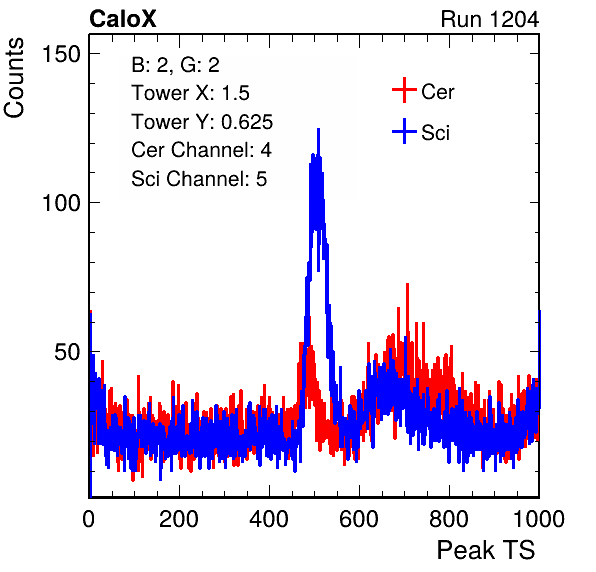 CaloX Run 1204
Counts
150
100
50
B: 2, G: 2
Tower X: 1.5
Tower Y: 0.625
Cer Channel: 4
Sci Channel: 5
Cer
Sci
0 200 400 600 800 1000
Peak TS